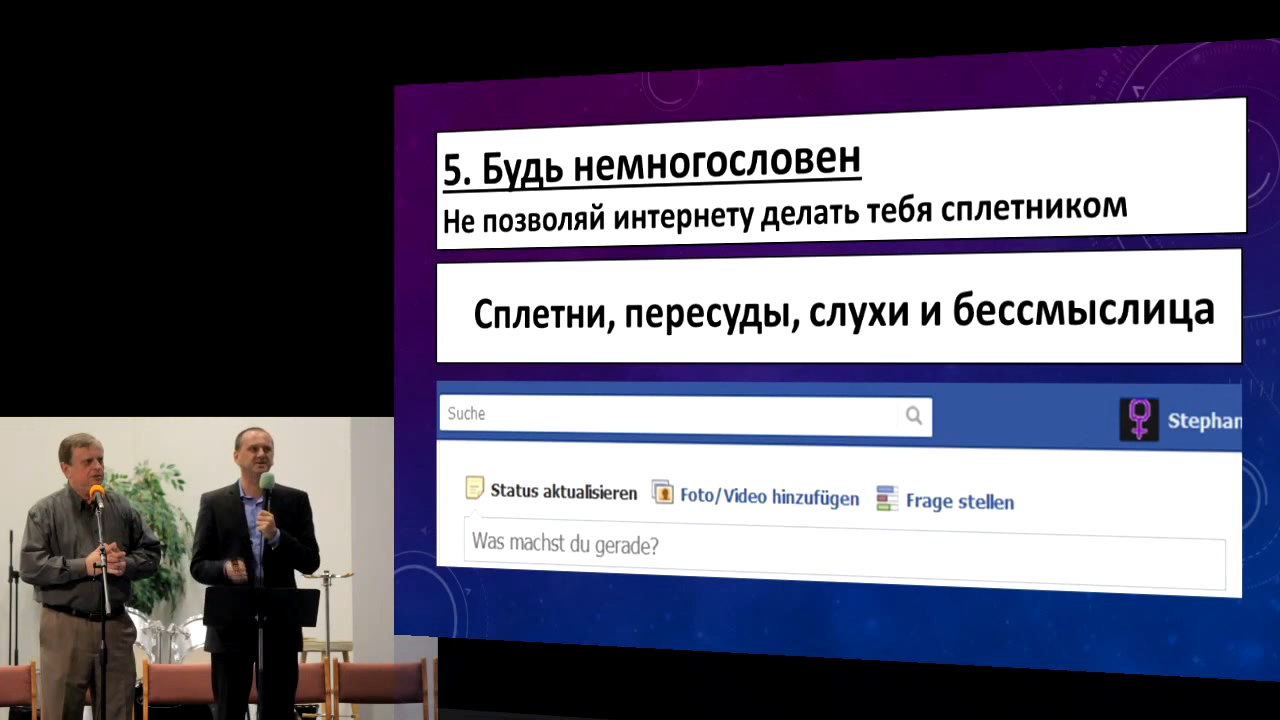 5. Будь немногословен
Не позволяй интернету делать тебя сплетником
Сплетни, пересуды, слухи и бессмыслица
Suche
Stephan
Status aktualisieren Foto/Video hinzufügen Frage stellen
Was machst du gerade?